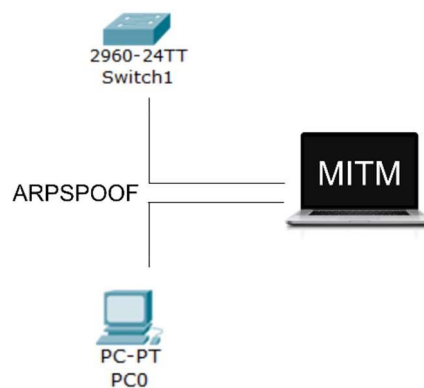 2960-24TT
Switch1
MITM
ARPSPOOF
PC-PT
PC0